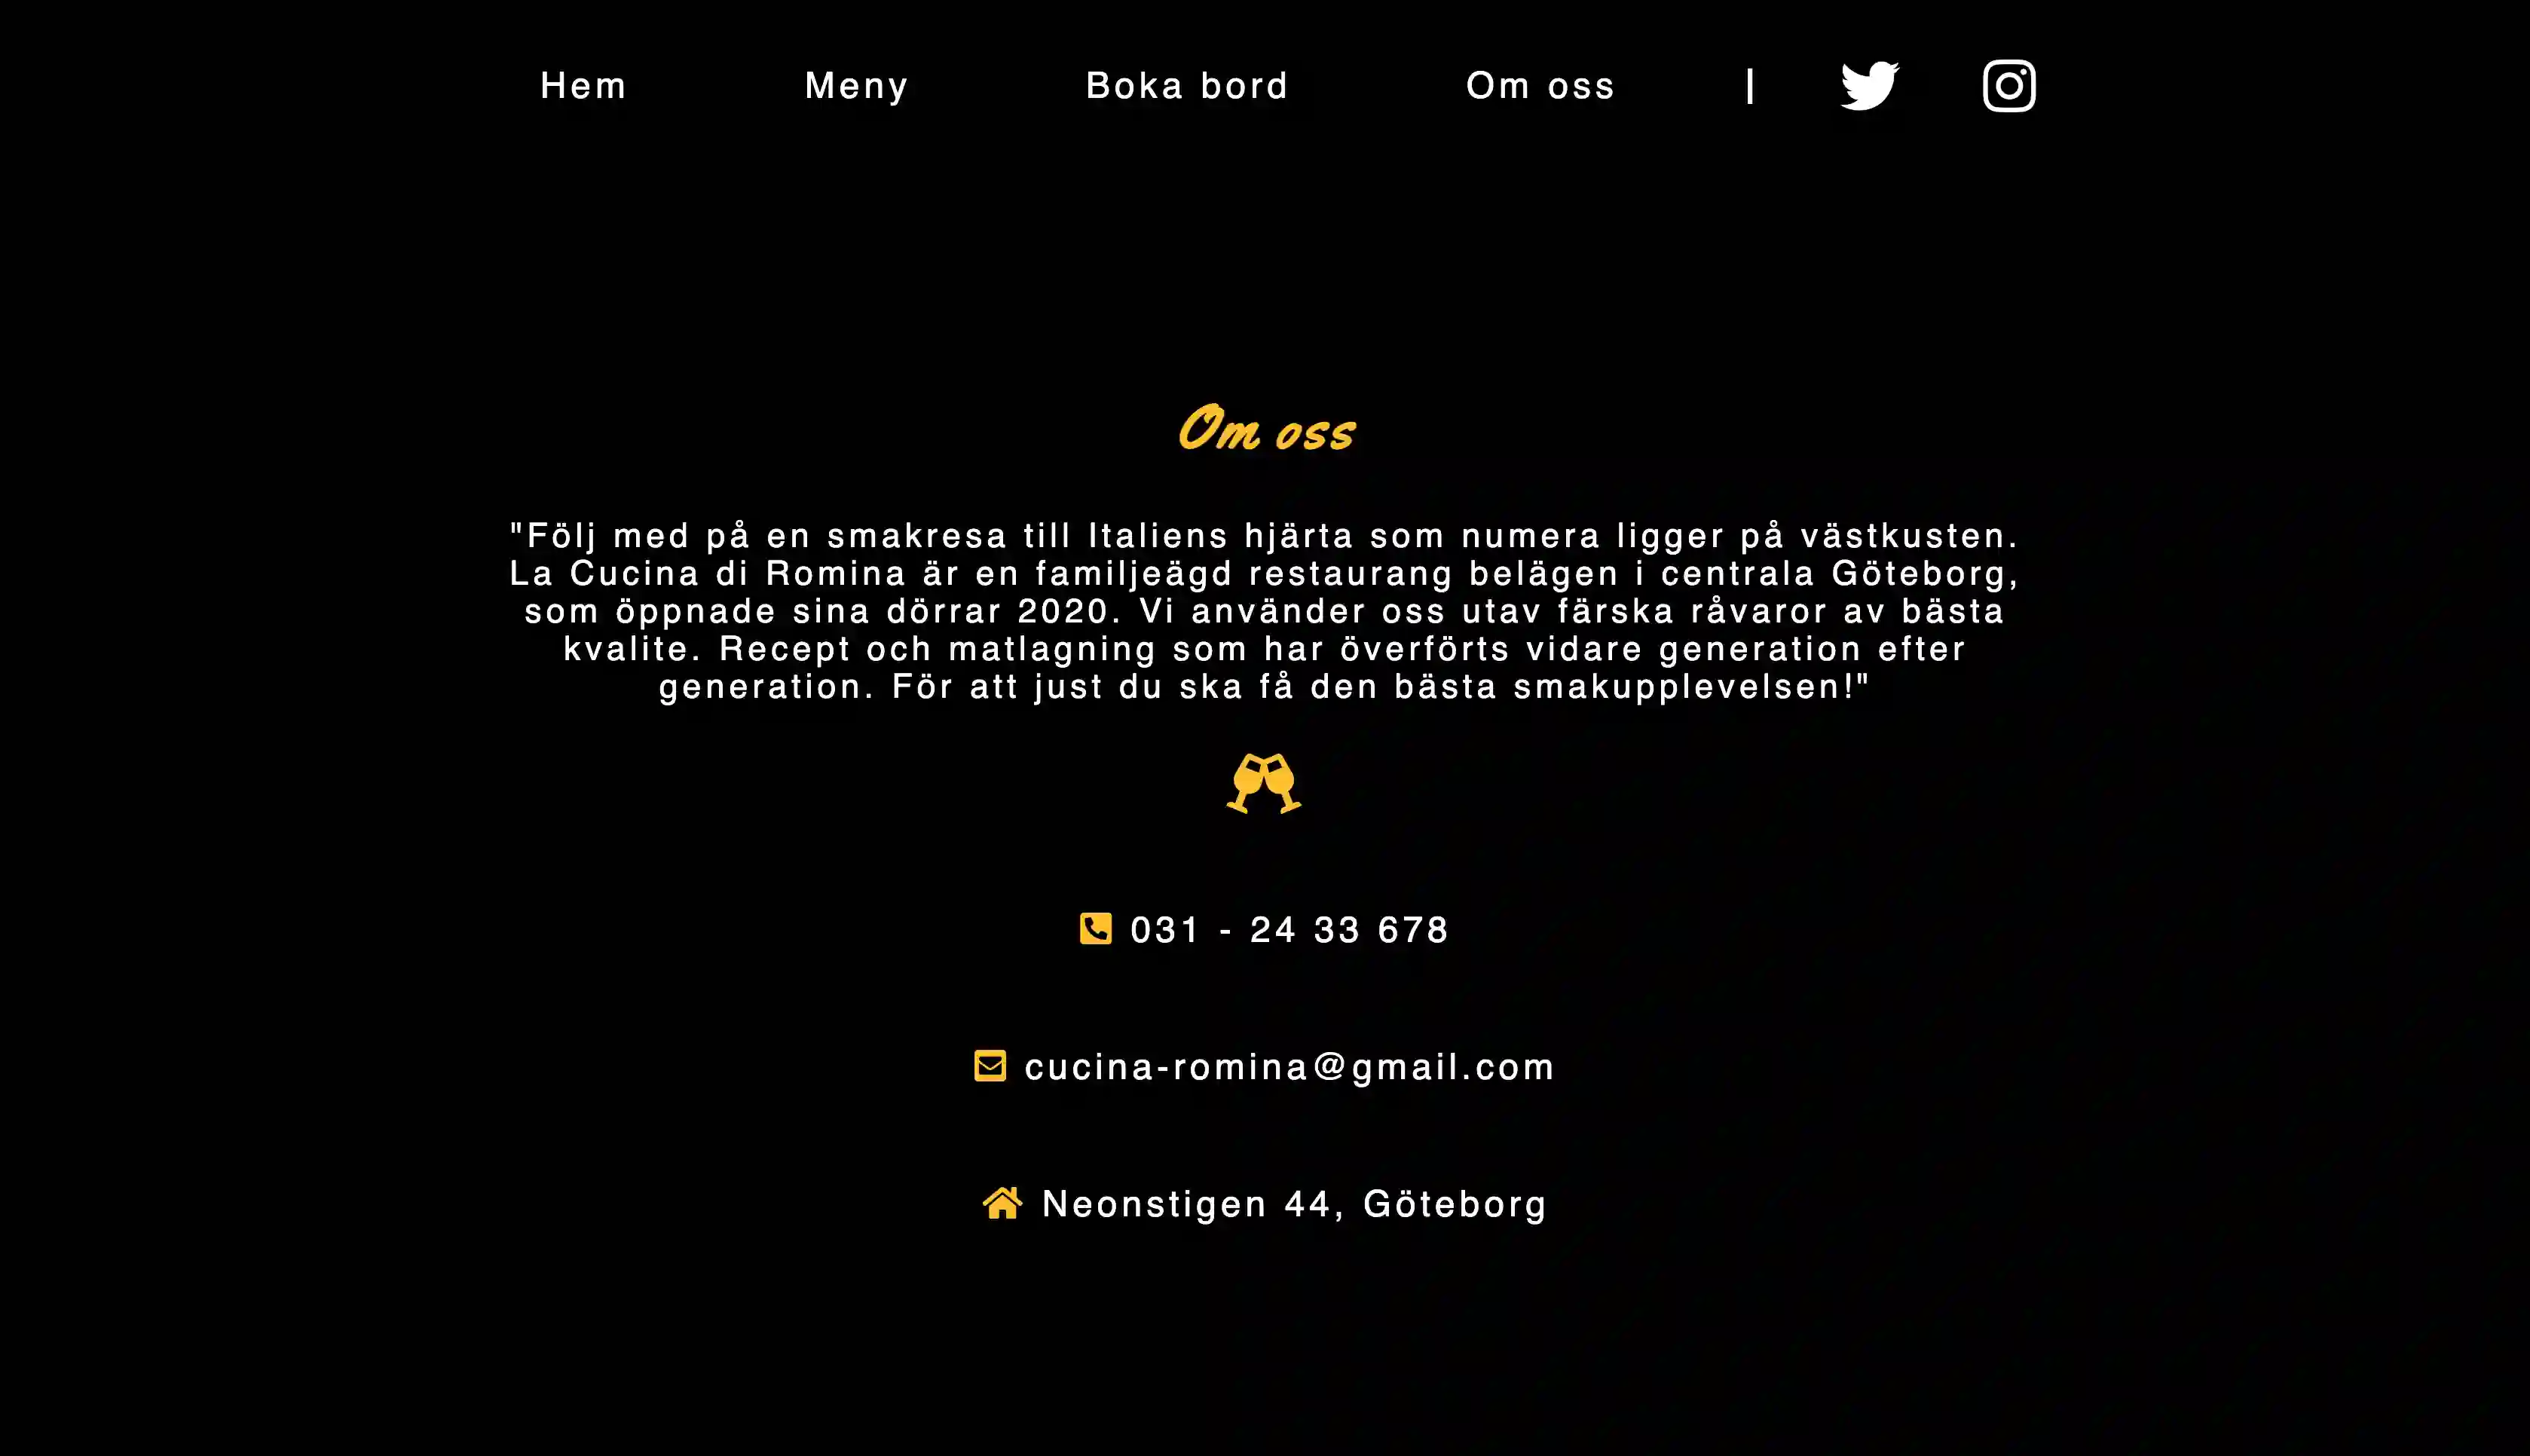 Hem Meny Boka bord Om oss |
Om oss
"Följ med på en smakresa till Italiens hjärta som numera ligger på västkusten.
La Cucina di Romina är en familjeägd restaurang belägen i centrala Göteborg,
som öppnade sina dörrar 2020. Vi använder oss utav färska råvaror av bästa
kvalite. Recept och matlagning som har överförts vidare generation efter
generation. För att just du ska få den bästa smakupplevelsen!"
031 - 24 33 678
cucina-romina@gmail.com
Neonstigen 44, Göteborg